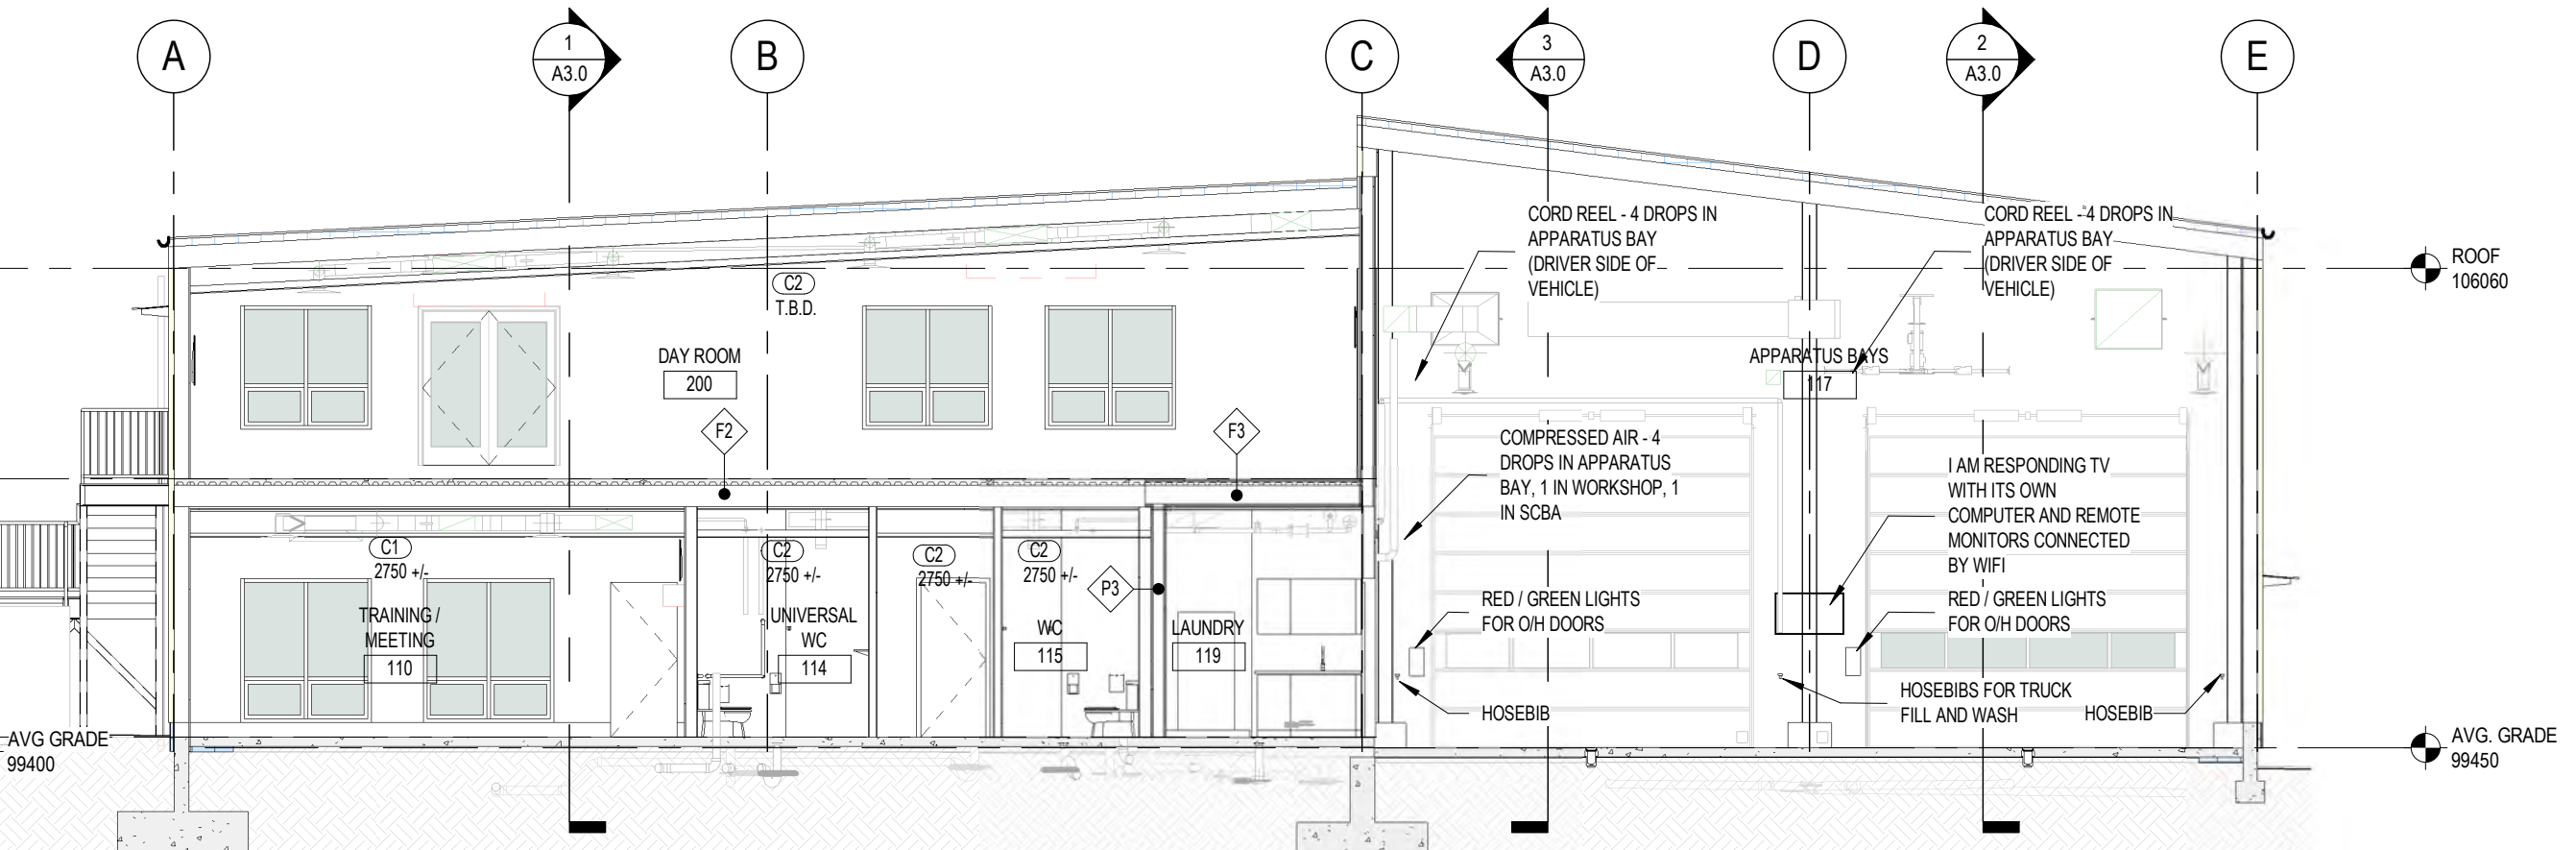 A
1
A3.0
B
C
3
A3.0
D
2
A3.0
E
CORD REEL - 4 DROPS IN
APPARATUS BAY
(DRIVER SIDE OF
VEHICLE)
CORD REEL - 4 DROPS IN
APPARATUS BAY
(DRIVER SIDE OF
VEHICLE)
ROOF
106060
C2
T.B.D.
DAY ROOM
200
APPARATUS BAYS
117
F2
F3
COMPRESSED AIR - 4
DROPS IN APPARATUS
BAY, 1 IN WORKSHOP, 1
IN SCBA
I AM RESPONDING TV
WITH ITS OWN
COMPUTER AND REMOTE
MONITORS CONNECTED
BY WIFI
C1
2750 +/-
C2
2750 +/-
C2
2750 +/-
C2
2750 +/-
P3
TRAINING /
MEETING
110
UNIVERSAL
WC
114
WC
115
LAUNDRY
119
RED / GREEN LIGHTS
FOR O/H DOORS
RED / GREEN LIGHTS
FOR O/H DOORS
HOSEBIB
HOSEBIBS FOR TRUCK
FILL AND WASH
HOSEBIB
AVG GRADE
99400
AVG. GRADE
99450